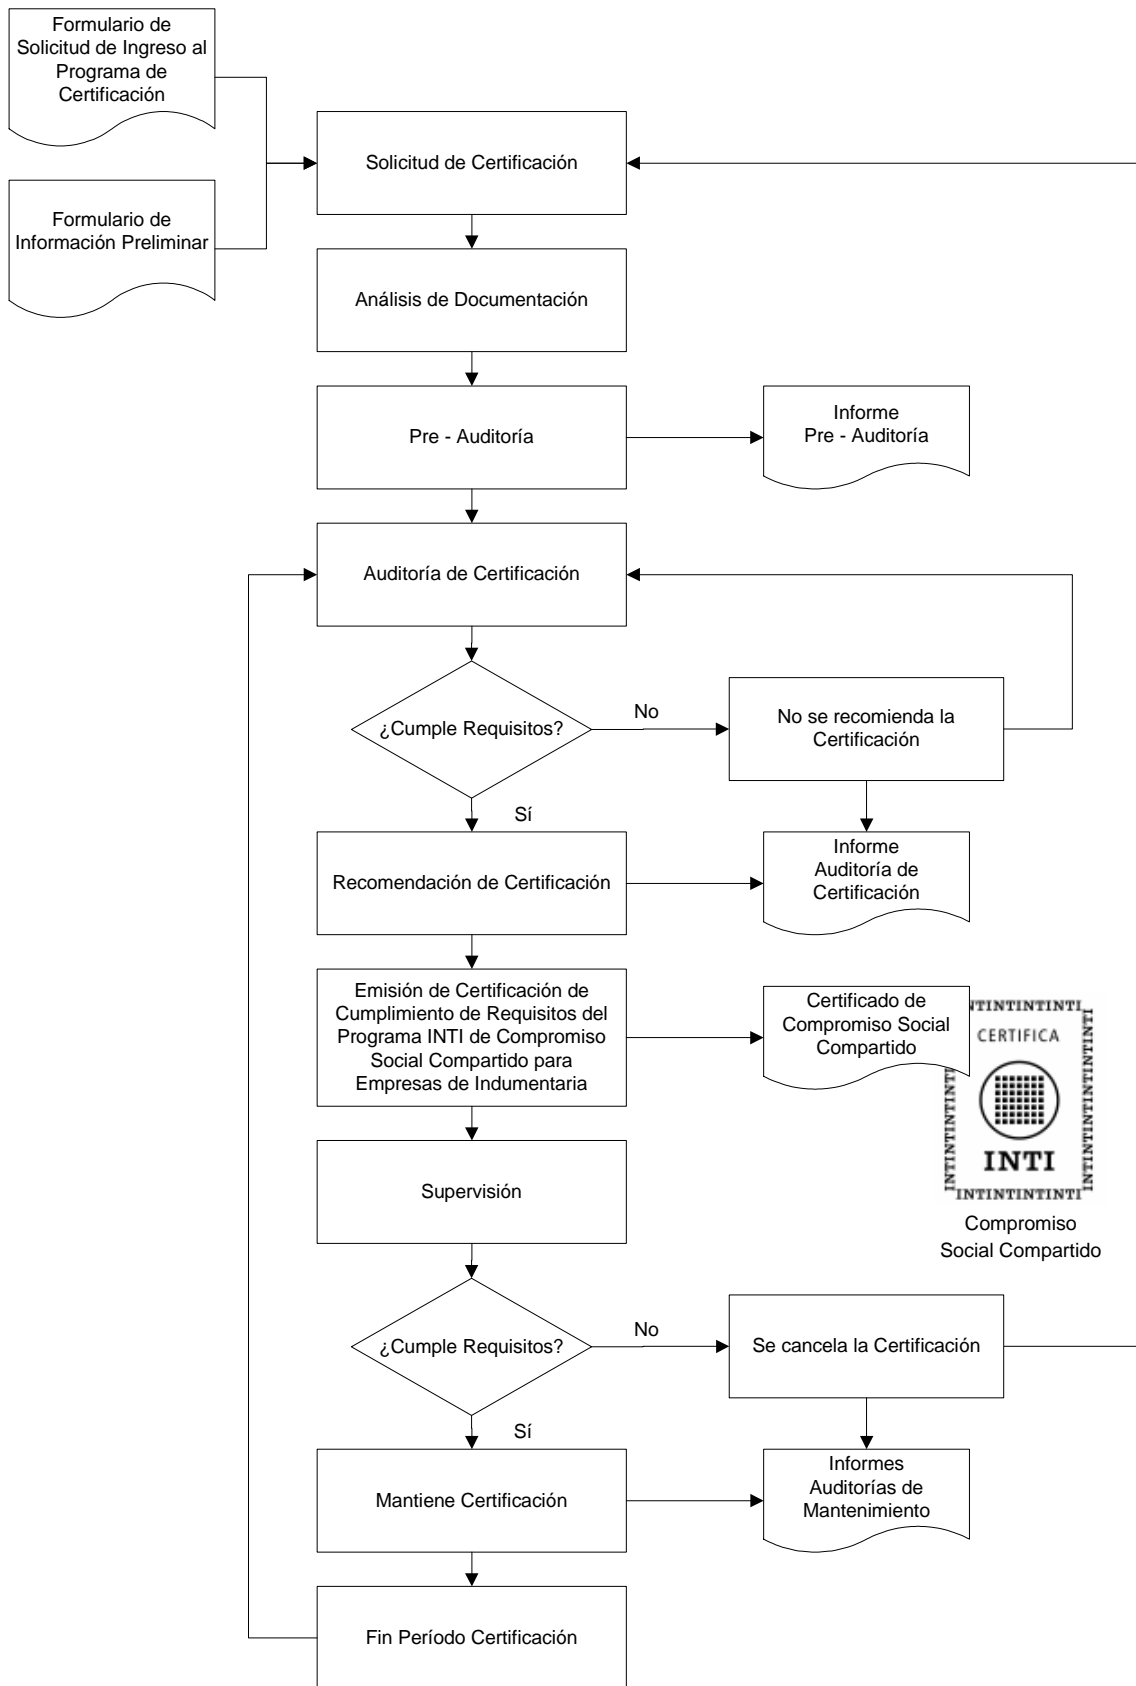 Formulario de
Solicitud de Ingreso al
Programa de
Certificación
Solicitud de Certificación
Formulario de
Información Preliminar
Análisis de Documentación
Pre - Auditoría
Informe
Pre - Auditoría
Auditoría de Certificación
¿Cumple Requisitos?
No
No se recomienda la
Certificación
Sí
Recomendación de Certificación
Informe
Auditoría de
Certificación
Emisión de Certificación de
Cumplimiento de Requisitos del
Programa INTI de Compromiso
Social Compartido para
Empresas de Indumentaria
Certificado de
Compromiso Social
Compartido
NTINTINTINTI
CERTIFICA
INTINTINTINTI
INTINTINTINTINTINTI
INTI
INTINTINTINTI
Compromiso
Social Compartido
Supervisión
¿Cumple Requisitos?
No
Se cancela la Certificación
Sí
Mantiene Certificación
Informes
Auditorías de
Mantenimiento
Fin Período Certificación